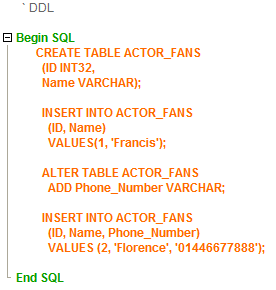 ` DDL
Begin SQL
CREATE TABLE ACTOR_FANS
(ID INT32,
Name VARCHAR);
INSERT INTO ACTOR_FANS
(ID, Name)
VALUES(1, 'Francis');
ALTER TABLE ACTOR_FANS
ADD Phone_Number VARCHAR;
INSERT INTO ACTOR_FANS
(ID, Name, Phone_Number)
VALUES (2, 'Florence', '01446677888');
End SQL